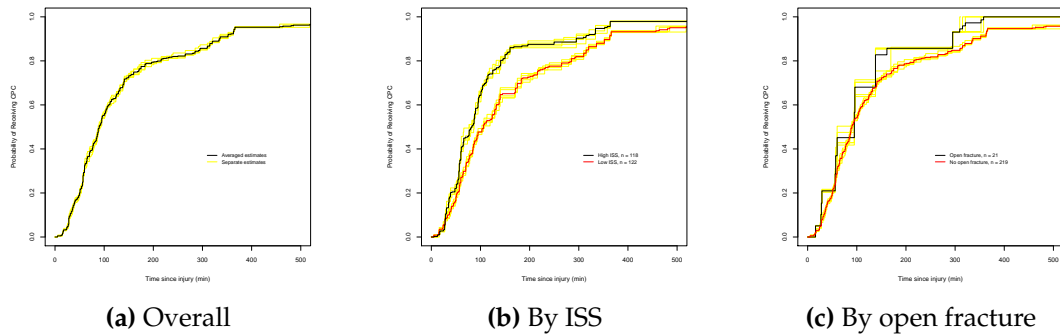 Probability of Receiving CPC
1.0
0.8
0.6
0.4
0.2
0.0
Averaged estimates
Separate estimates
0 100 200 300 400 500
Time since injury (min)
(a) Overall
Probability of Receiving CPC
1.0
0.8
0.6
0.4
0.2
0.0
High ISS, n = 118
Low ISS, n = 122
0 100 200 300 400 500
Time since injury (min)
(b) By ISS
Probability of Receiving CPC
1.0
0.8
0.6
0.4
0.2
0.0
Open fracture, n = 21
No open fracture, n = 219
0 100 200 300 400 500
Time since injury (min)
(c) By open fracture